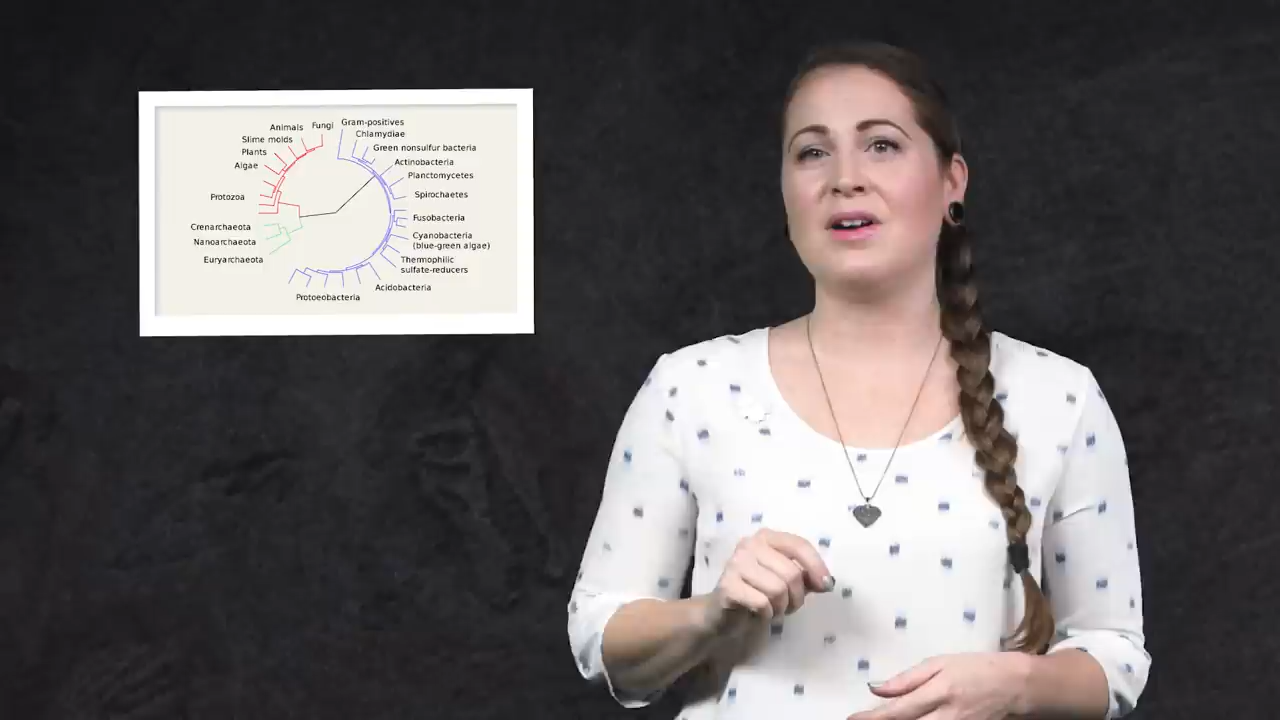 Fungi
Animals
Slime molds
Plants
Algae
Protozoa
Crenarchaeota
Nanoarchaeota
Euryarchaeota
Gram-positives
Chlamydiae
Green nonsulfur bacteria
Actinobacteria
Planctomycetes
Spirochaetes
Fusobacteria
Cyanobacteria
(blue-green algae)
Thermophilic
sulfate-reducers
Acidobacteria
Protoeobacteria